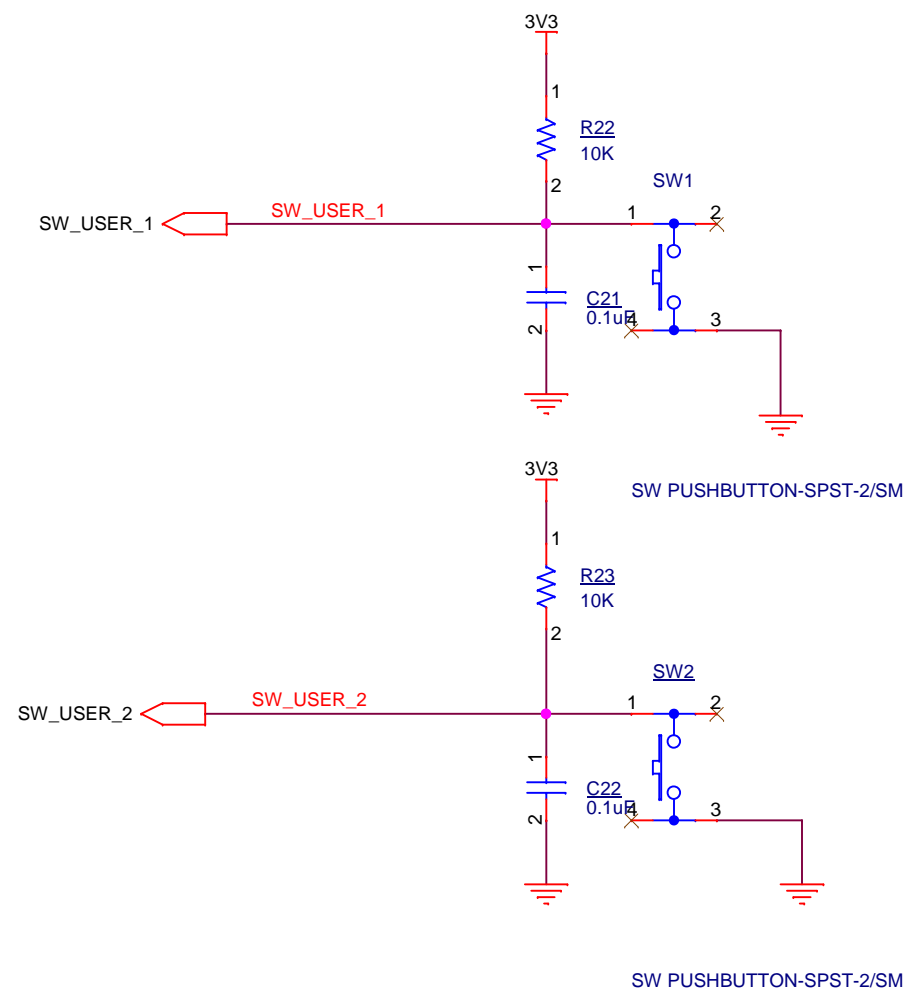 3V3
1
R22
10K
2
SW1
SW_USER_1
SW_USER_1
1
2
1
C21
0.1uF
2
4
3
SW PUSHBUTTON-SPST-2/SM
3V3
1
R23
10K
2
SW2
SW_USER_2
SW_USER_2
1
2
1
C22
0.1uF
2
4
3
SW PUSHBUTTON-SPST-2/SM